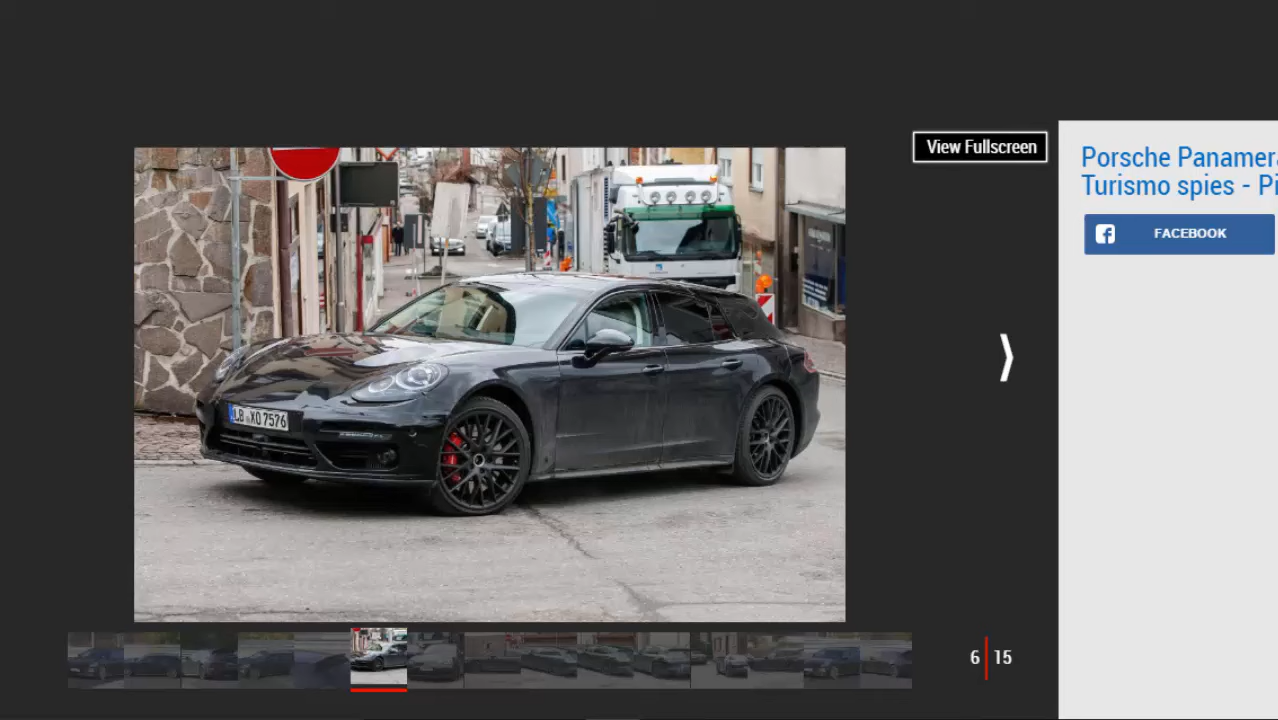 View Fullscreen
Porsche Panamera
Turismo spies - Pi
FACEBOOK
LB XO 7576
6 15